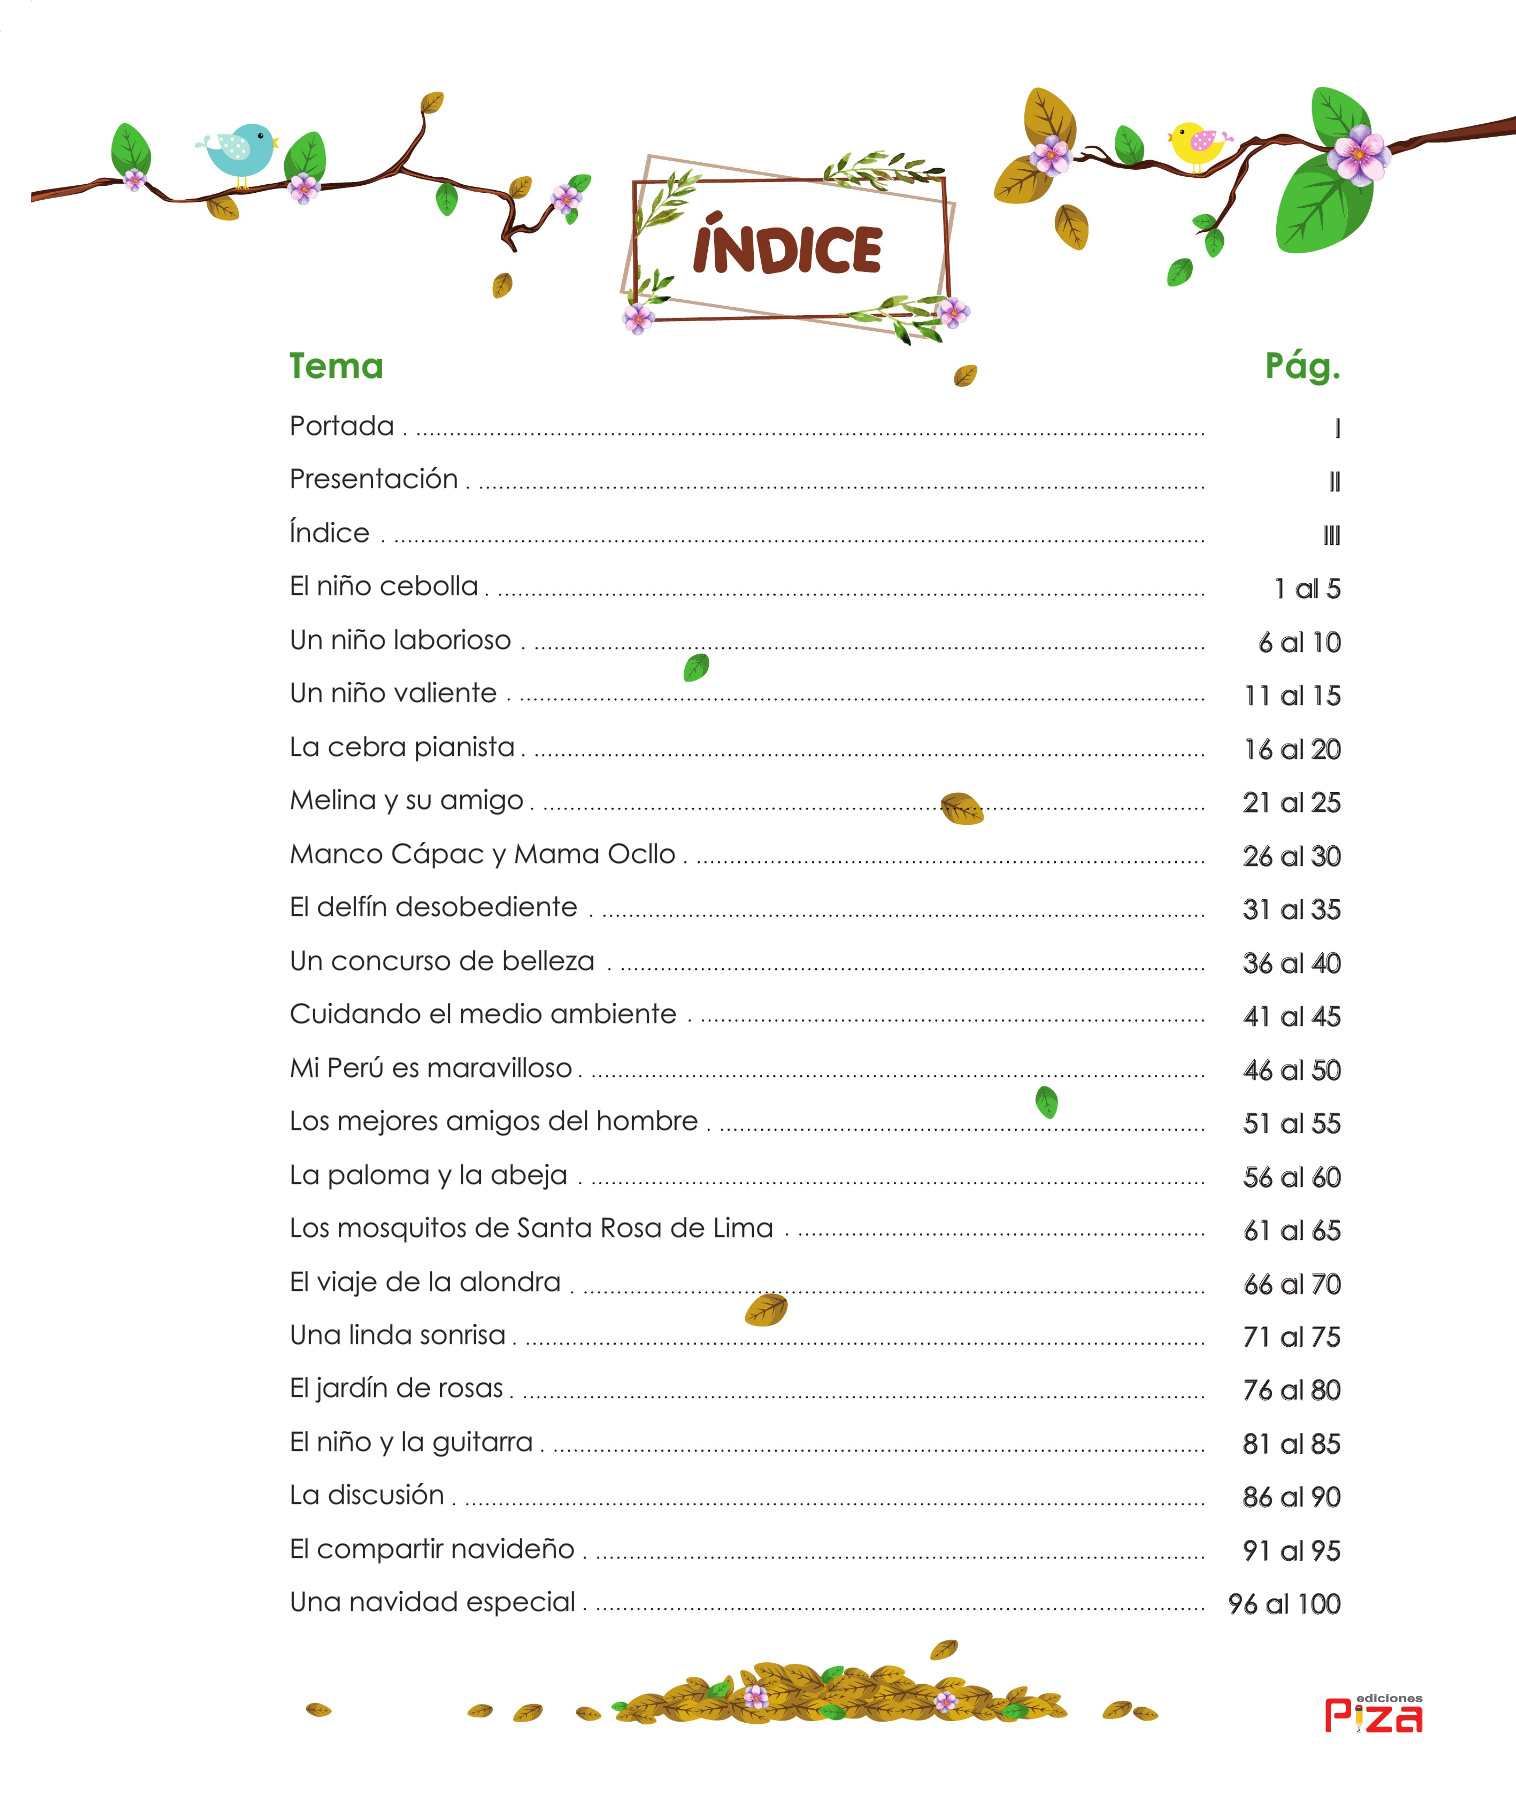 ÍNDICE
Tema Pág.
Portada . ........................ I
Presentación . ........................ II
Índice . ........................ III
El niño cebolla . ........................ 1 al 5
Un niño laborioso . ........................ 6 al 10
Un niño valiente . ........................ 11 al 15
La cebra pianista . ........................ 16 al 20
Melina y su amigo . ........................ 21 al 25
Manco Cápac y Mama Ocllo . ........................ 26 al 30
El delfín desobediente . ........................ 31 al 35
Un concurso de belleza . ........................ 36 al 40
Cuidando el medio ambiente . ........................ 41 al 45
Mi Perú es maravilloso . ........................ 46 al 50
Los mejores amigos del hombre . ........................ 51 al 55
La paloma y la abeja . ........................ 56 al 60
Los mosquitos de Santa Rosa de Lima . ........................ 61 al 65
El viaje de la alondra . ........................ 66 al 70
Una linda sonrisa . ........................ 71 al 75
El jardín de rosas . ........................ 76 al 80
El niño y la guitarra . ........................ 81 al 85
La discusión . ........................ 86 al 90
El compartir navideño . ........................ 91 al 95
Una navidad especial . ........................ 96 al 100
ediciones
Piza